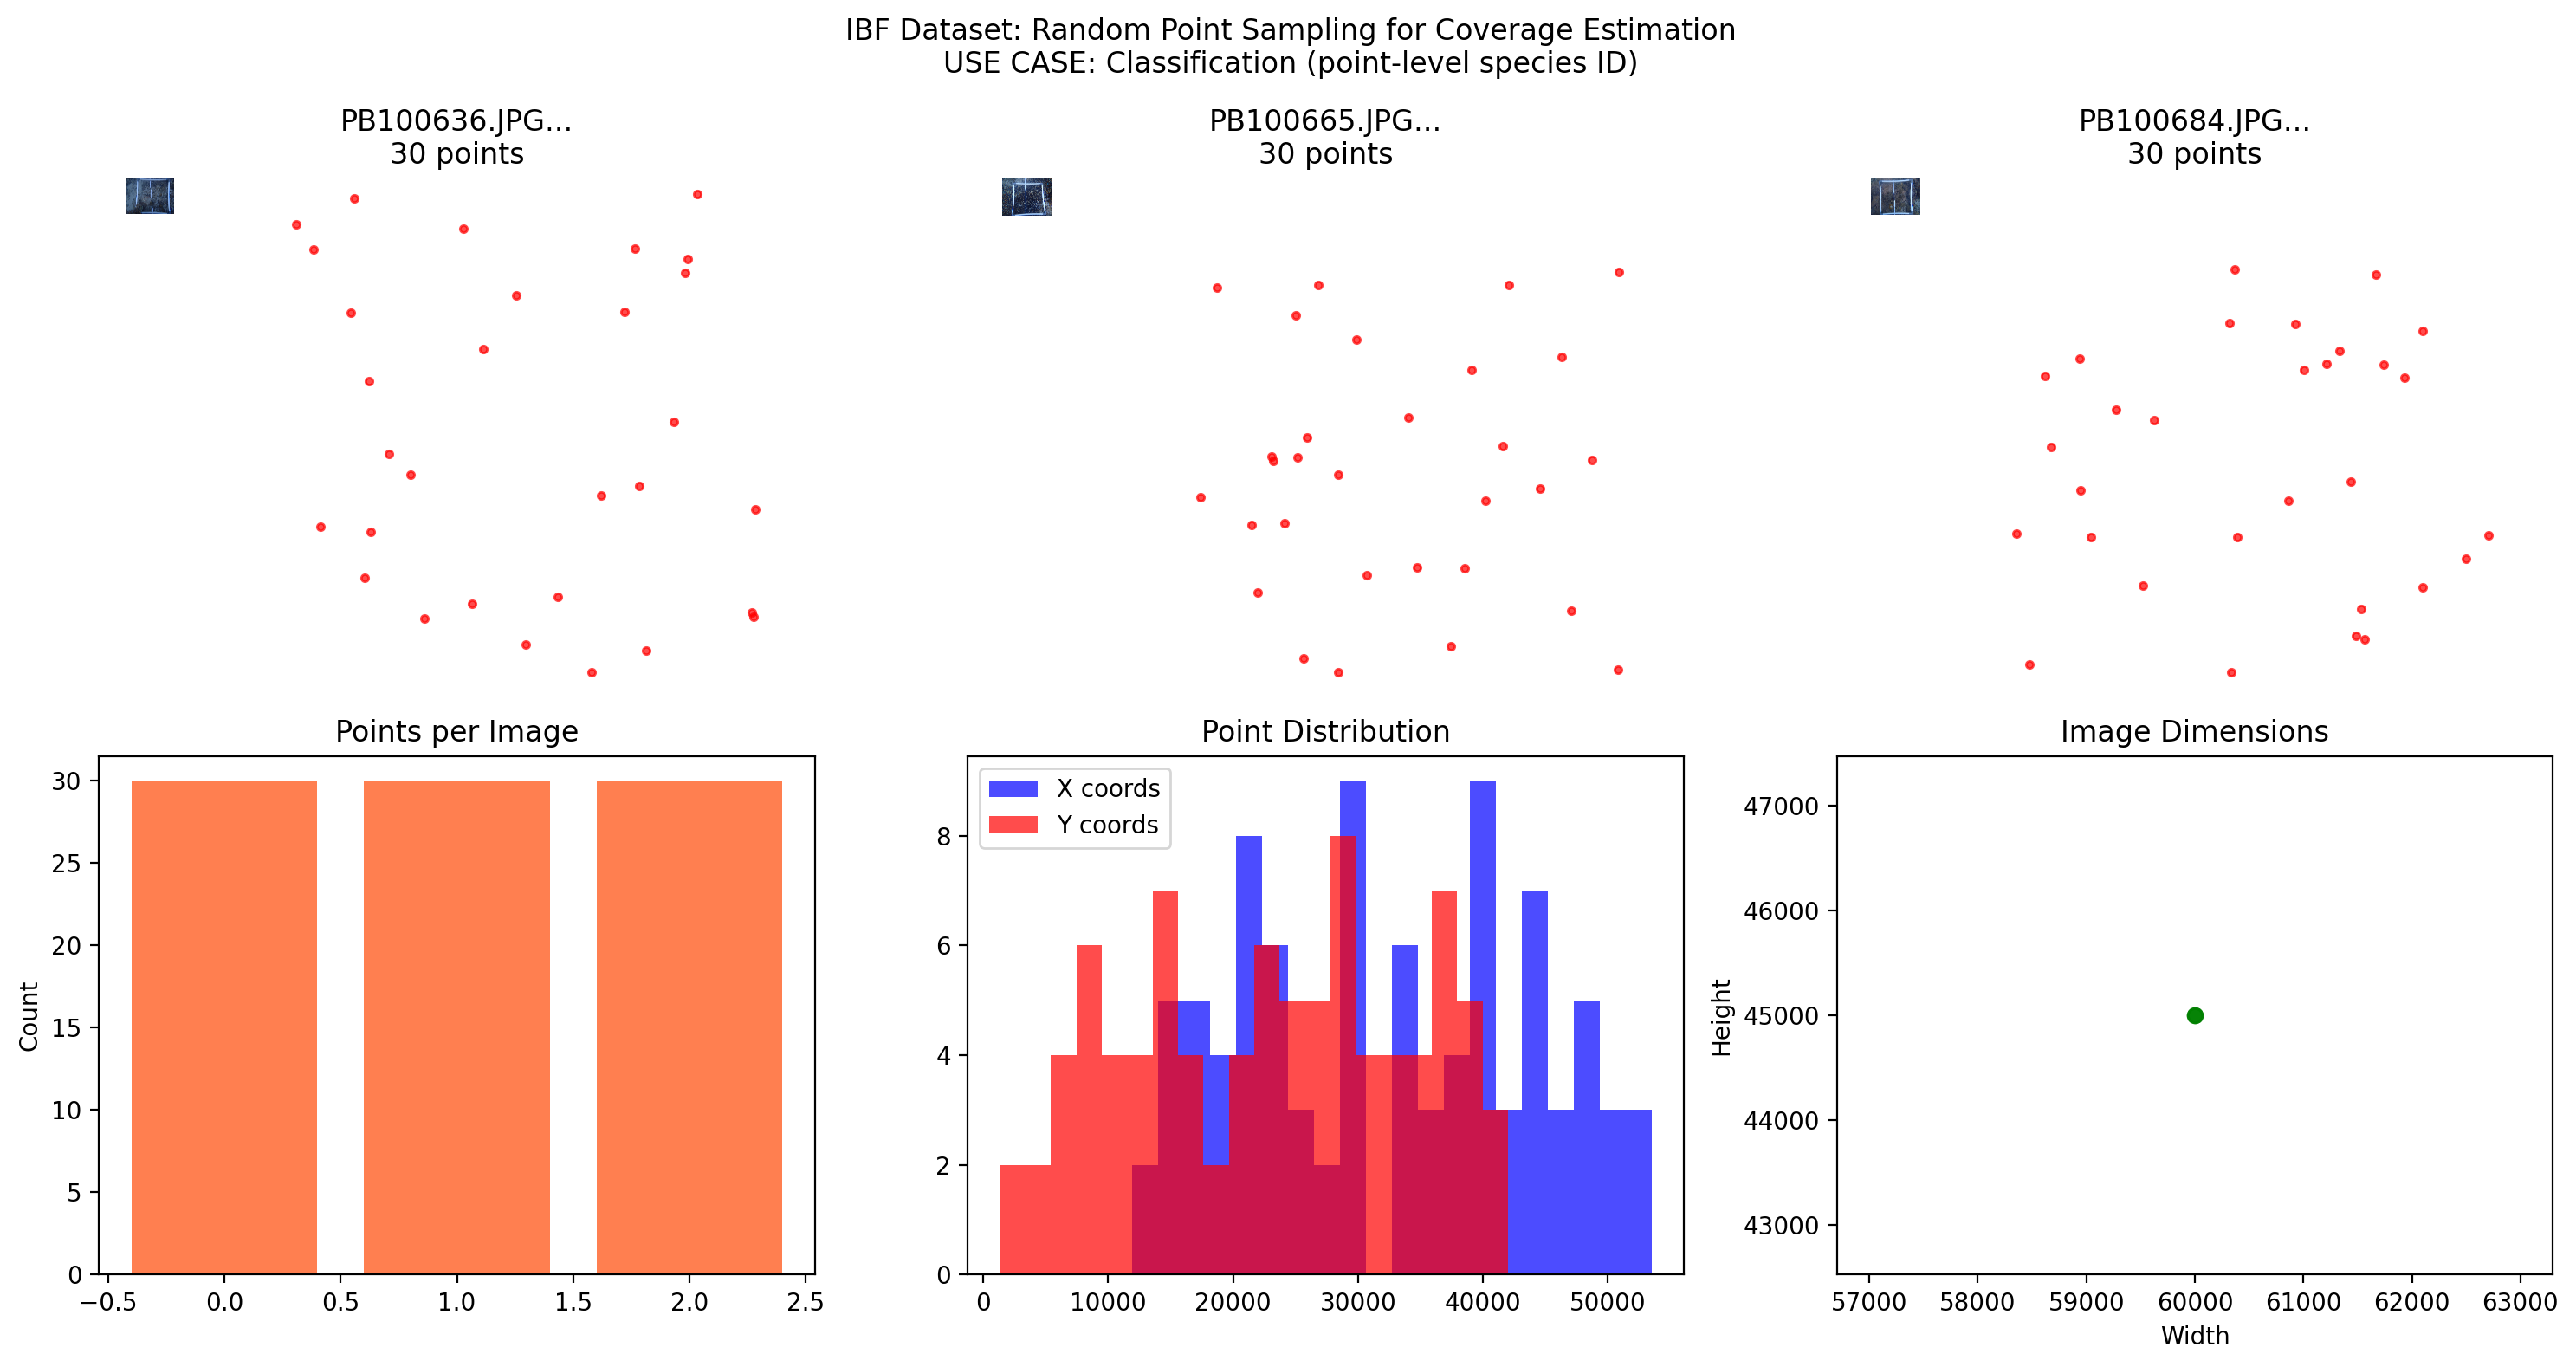 IBF Dataset: Random Point Sampling for Coverage Estimation
USE CASE: Classification (point-level species ID)
PB100636.JPG...
30 points
PB100665.JPG...
30 points
PB100684.JPG...
30 points
Points per Image
Count
30
25
20
15
10
5
0
−0.5 0.0 0.5 1.0 1.5 2.0 2.5
Point Distribution
X coords
Y coords
8
6
4
2
0
0 10000 20000 30000 40000 50000
Image Dimensions
Height
47000
46000
45000
44000
43000
57000 58000 59000 60000 61000 62000 63000
Width